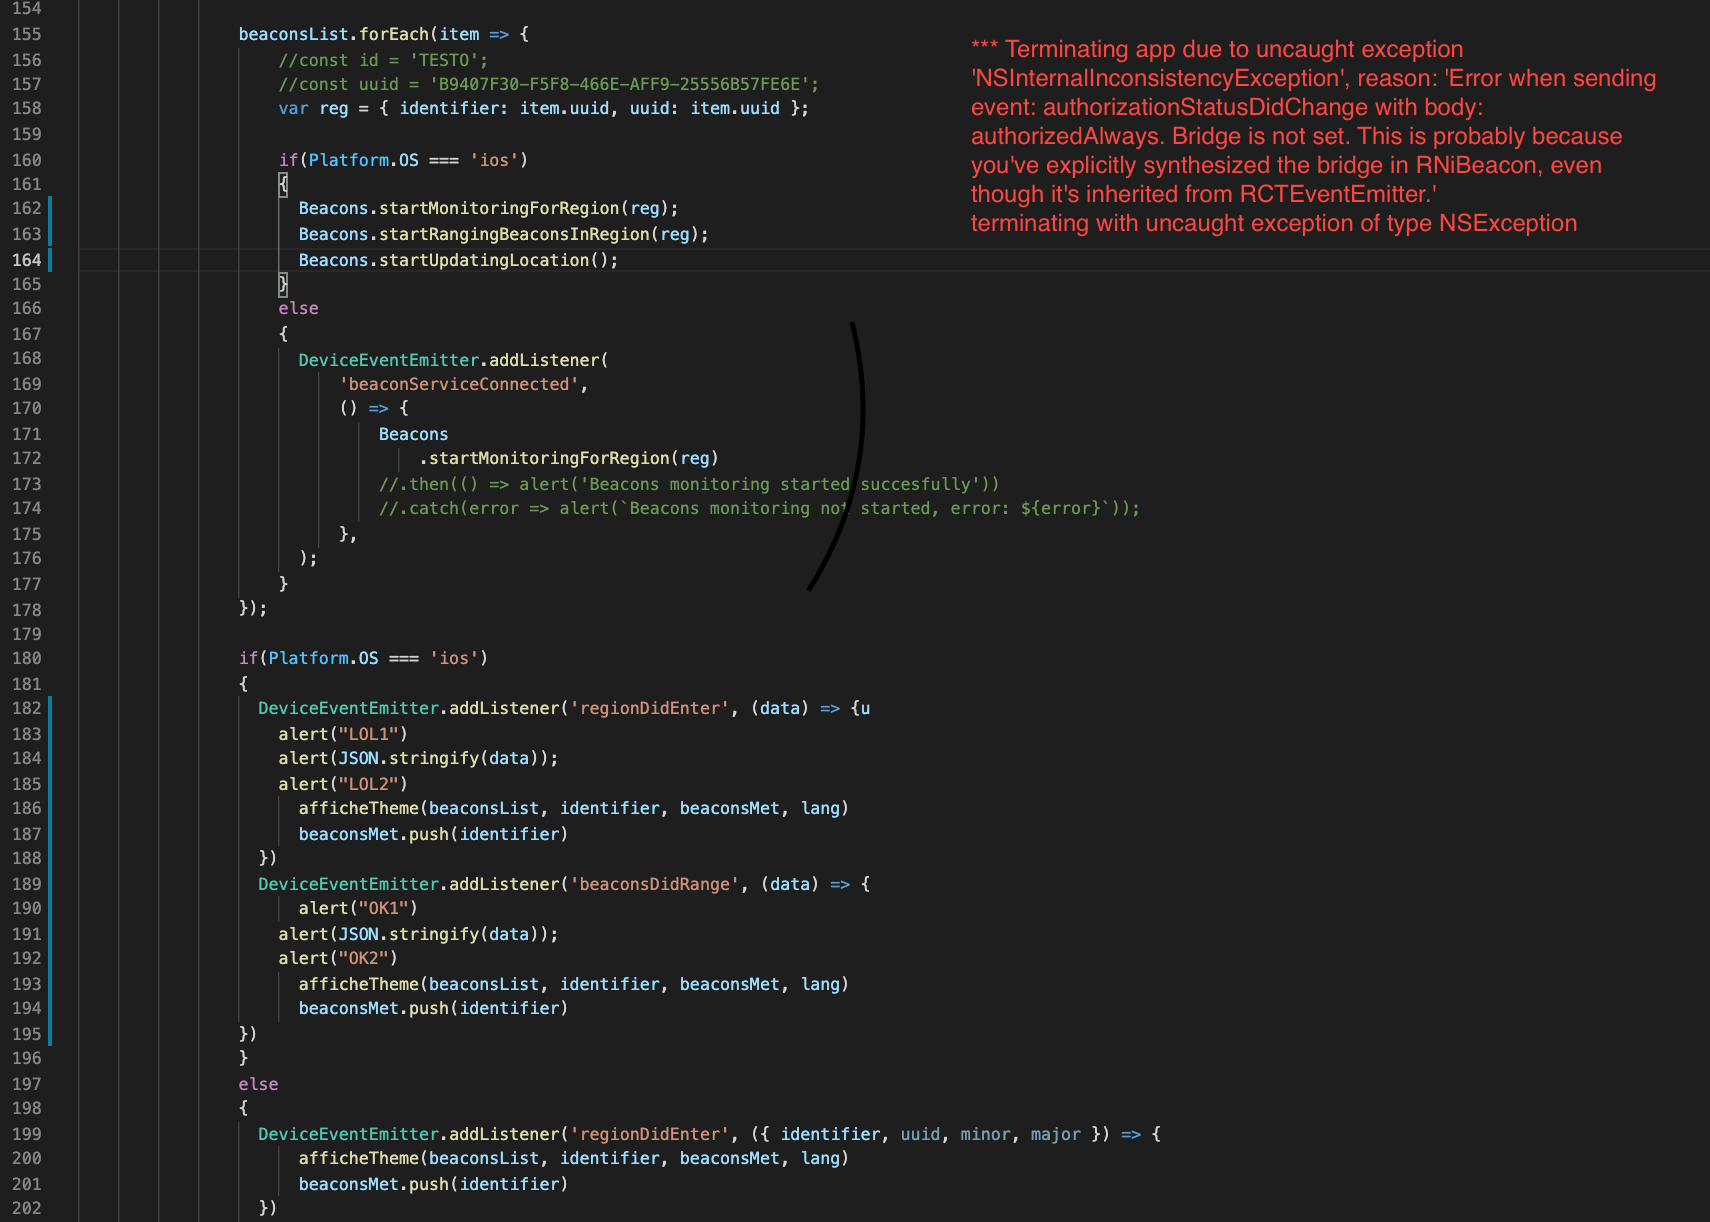 154
155 beaconsList.forEach(item => {
156 //const id = 'TESTO';
157 //const uuid = 'B9407F30-F5F8-466E-AFF9-25556B57FE6E';
158 var reg = { identifier: item.uuid, uuid: item.uuid };
159
160 if(Platform.OS === 'ios')
161 {
162 Beacons.startMonitoringForRegion(reg);
163 Beacons.startRangingBeaconsInRegion(reg);
164 Beacons.startUpdatingLocation();
165 }
166 else
167 {
168 DeviceEventEmitter.addListener(
169 'beaconServiceConnected',
170 () => {
171 Beacons
172 .startMonitoringForRegion(reg)
173 //.then(() => alert('Beacons monitoring started succesfully'))
174 //.catch(error => alert(`Beacons monitoring not started, error: ${error}`));
175 },
176 );
177 }
178 });
179
180 if(Platform.OS === 'ios')
181 {
182 DeviceEventEmitter.addListener('regionDidEnter', (data) => {u
183 alert("LOL1")
184 alert(JSON.stringify(data));
185 alert("LOL2")
186 afficheTheme(beaconsList, identifier, beaconsMet, lang)
187 beaconsMet.push(identifier)
188 })
189 DeviceEventEmitter.addListener('beaconsDidRange', (data) => {
190 alert("OK1")
191 alert(JSON.stringify(data));
192 alert("OK2")
193 afficheTheme(beaconsList, identifier, beaconsMet, lang)
194 beaconsMet.push(identifier)
195 })
196 }
197 else
198 {
199 DeviceEventEmitter.addListener('regionDidEnter', ({ identifier, uuid, minor, major }) => {
200 afficheTheme(beaconsList, identifier, beaconsMet, lang)
201 beaconsMet.push(identifier)
202 })
*** Terminating app due to uncaught exception
'NSInternalInconsistencyException', reason: 'Error when sending
event: authorizationStatusDidChange with body:
authorizedAlways. Bridge is not set. This is probably because
you've explicitly synthesized the bridge in RNiBeacon, even
though it's inherited from RCTEventEmitter.'
terminating with uncaught exception of type NSException